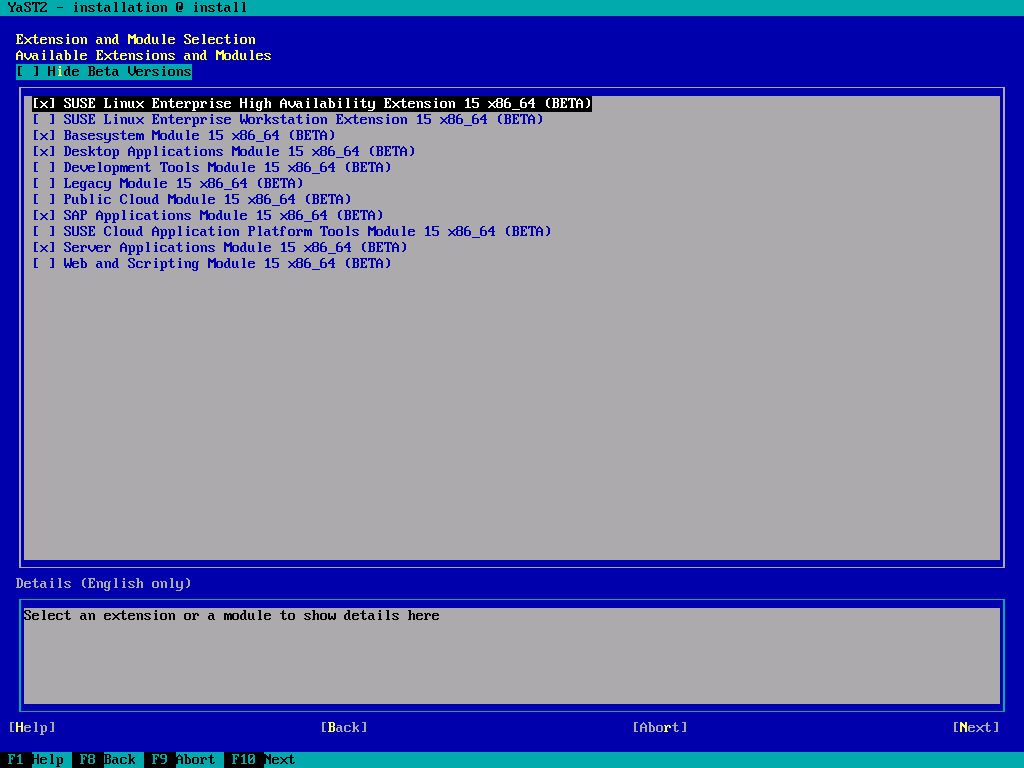 YaST2 - installation @ install
Extension and Module Selection
Available Extensions and Modules
[ ] Hide Beta Versions
[x] SUSE Linux Enterprise High Availability Extension 15 x86_64 (BETA)
[ ] SUSE Linux Enterprise Workstation Extension 15 x86_64 (BETA)
[x] Basesystem Module 15 x86_64 (BETA)
[x] Desktop Applications Module 15 x86_64 (BETA)
[ ] Development Tools Module 15 x86_64 (BETA)
[ ] Legacy Module 15 x86_64 (BETA)
[ ] Public Cloud Module 15 x86_64 (BETA)
[x] SAP Applications Module 15 x86_64 (BETA)
[ ] SUSE Cloud Application Platform Tools Module 15 x86_64 (BETA)
[x] Server Applications Module 15 x86_64 (BETA)
[ ] Web and Scripting Module 15 x86_64 (BETA)
Details (English only)
Select an extension or a module to show details here
[Help] [Back] [Abort] [Next]
F1 Help F8 Back F9 Abort F10 Next